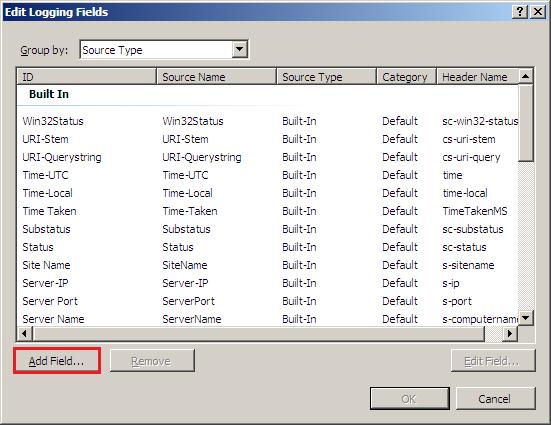 Edit Logging Fields
Group by: Source Type
ID Source Name Source Type Category Header Name
Built In
Win32Status Win32Status Built-In Default sc-win32-status
URI-Stem URI-Stem Built-In Default cs-uri-stem
URI-Querystring URI-Querystring Built-In Default cs-uri-query
Time-UTC Time-UTC Built-In Default time
Time-Local Time-Local Built-In Default time-local
Time Taken Time-Taken Built-In Default TimeTakenMS
Substatus Substatus Built-In Default sc-substatus
Status Status Built-In Default sc-status
Site Name SiteName Built-In Default s-sitename
Server-IP Server-IP Built-In Default s-ip
Server Port ServerPort Built-In Default s-port
Server Name ServerName Built-In Default s-computername
Add Field... Remove Edit Field...
OK Cancel